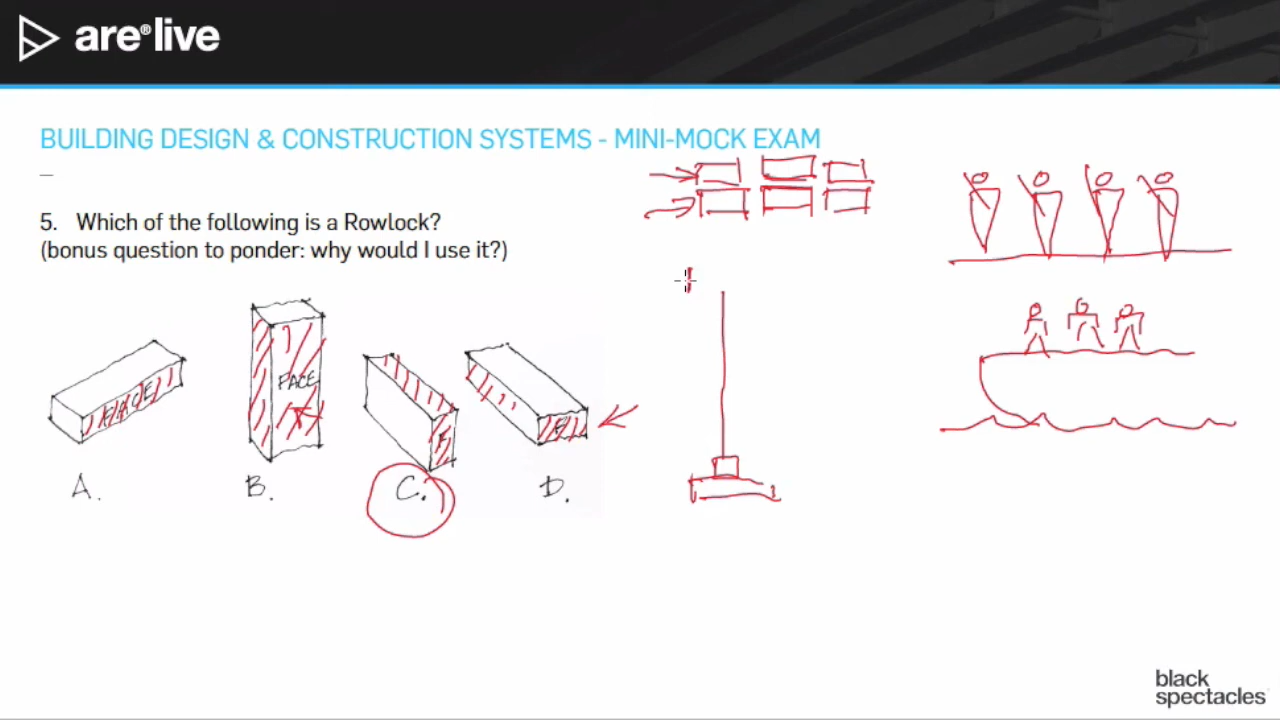 are®live
BUILDING DESIGN & CONSTRUCTION SYSTEMS - MINI-MOCK EXAM
5. Which of the following is a Rowlock?
(bonus question to ponder: why would I use it?)
FACE
FACE
F
F
A.
B.
C.
D.
black
spectacles